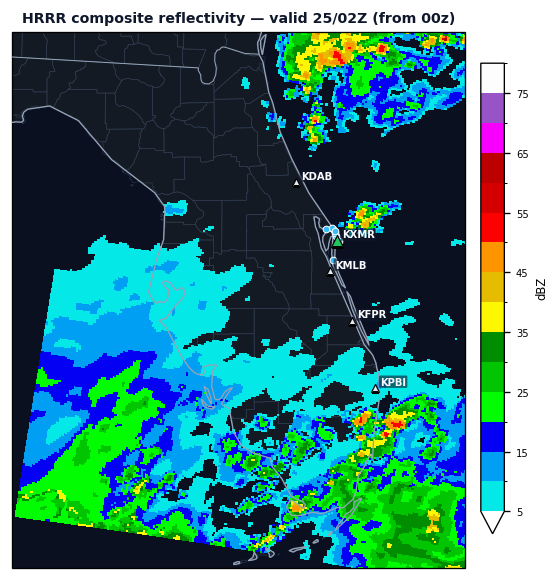 HRRR composite reflectivity — valid 25/02Z (from 00z)
75
65
55
45
35
25
15
5
dBZ
KDAB
KXMR
KMLB
KFPR
KPBI